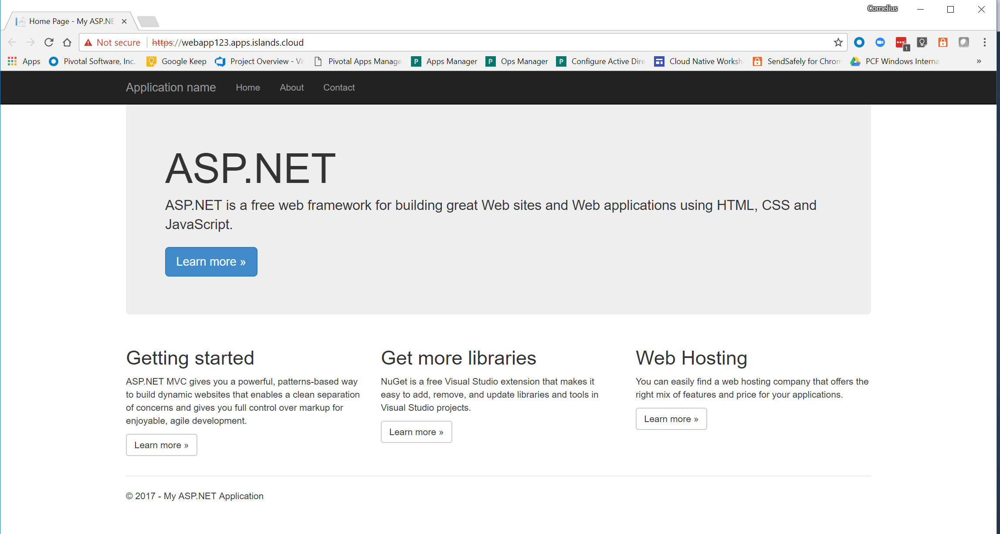 Cornelius
Home Page - My ASP.NE
Not secure https://webapp123.apps.islands.cloud
1
Apps Pivotal Software, Inc. Google Keep Project Overview - Vi Pivotal Apps Manage Apps Manager Ops Manager Configure Active Dire Cloud Native Worksh SendSafely for Chrom PCF Windows Interna »
Application name Home About Contact
ASP.NET
ASP.NET is a free web framework for building great Web sites and Web applications using HTML, CSS and
JavaScript.
Learn more »
Getting started
ASP.NET MVC gives you a powerful, patterns-based way
to build dynamic websites that enables a clean separation
of concerns and gives you full control over markup for
enjoyable, agile development.
Learn more »
Get more libraries
NuGet is a free Visual Studio extension that makes it
easy to add, remove, and update libraries and tools in
Visual Studio projects.
Learn more »
Web Hosting
You can easily find a web hosting company that offers the
right mix of features and price for your applications.
Learn more »
© 2017 - My ASP.NET Application